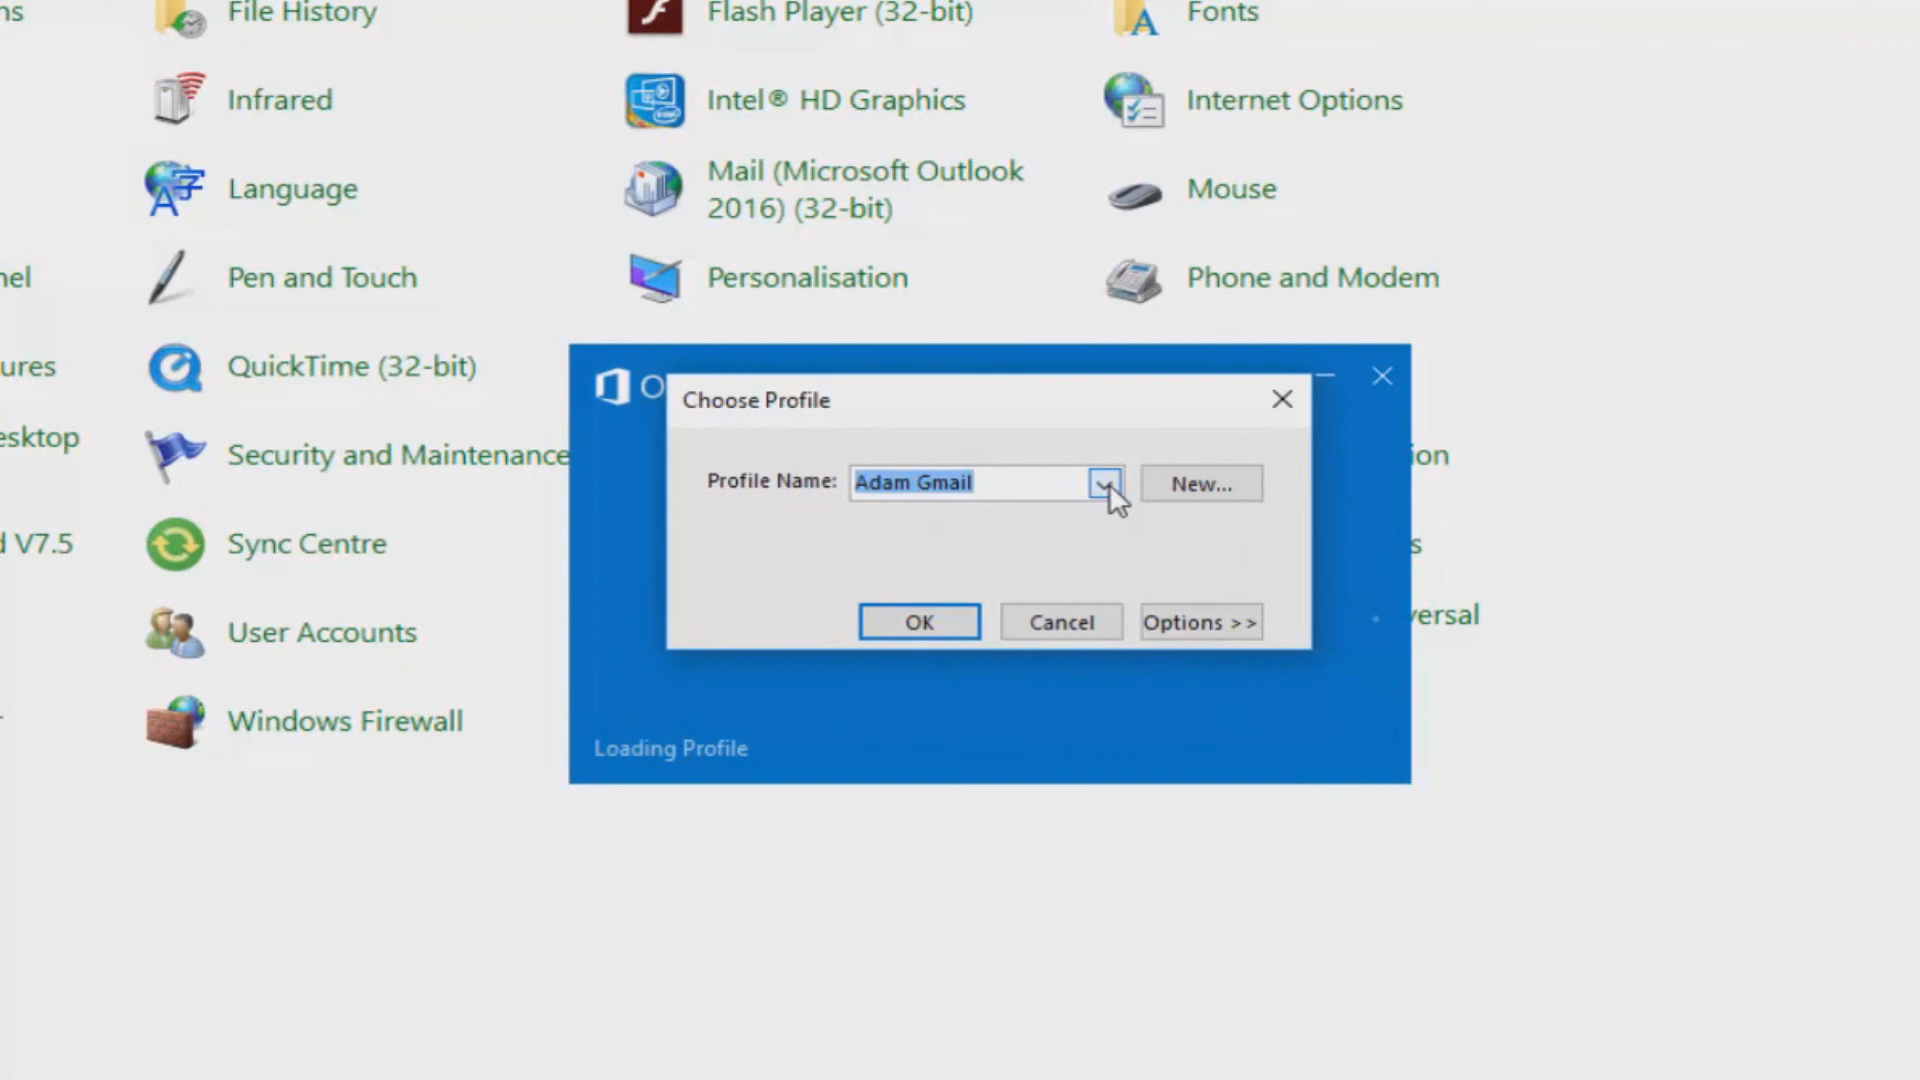 ns
File History
Flash Player (32-bit)
Fonts
Infrared
Intel® HD Graphics
Internet Options
Language
Mail (Microsoft Outlook
2016) (32-bit)
Mouse
nel
Pen and Touch
Personalisation
Phone and Modem
ures
QuickTime (32-bit)
O
Choose Profile
esktop
Security and Maintenance
ion
Profile Name:
Adam Gmail
New...
d V7.5
Sync Centre
s
User Accounts
OK
Cancel
Options >>
versal
Windows Firewall
Loading Profile